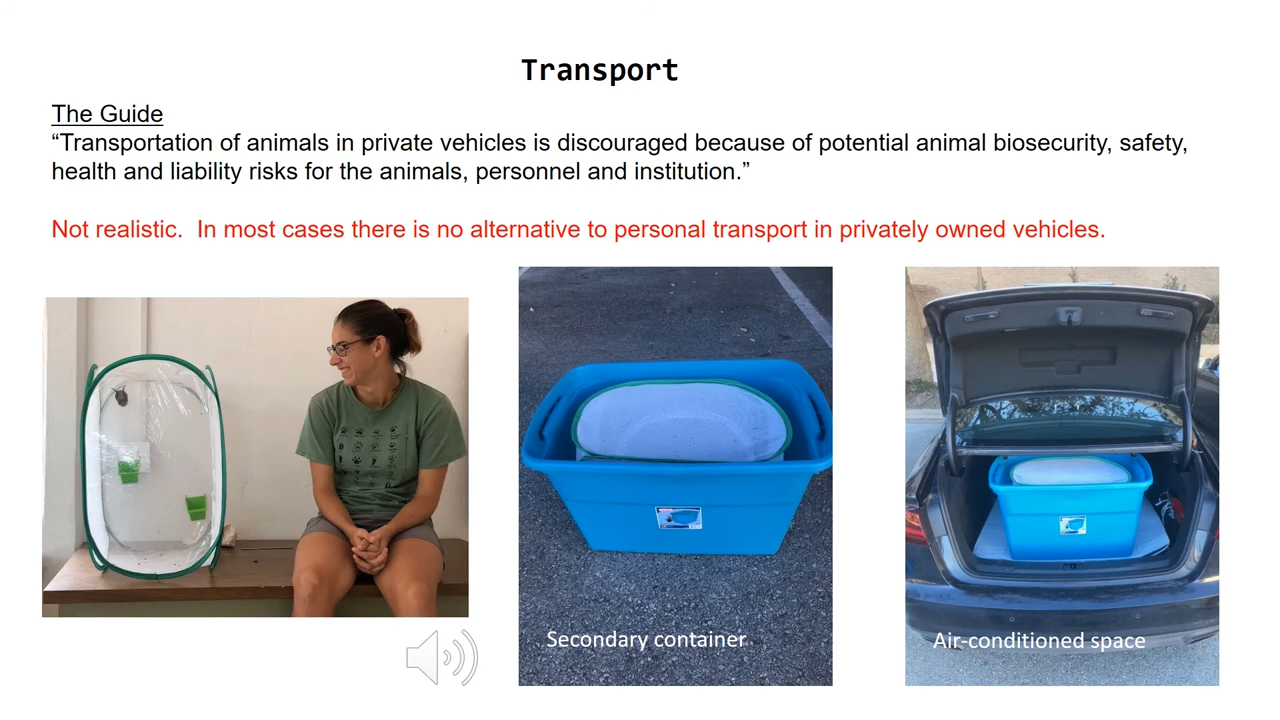 Transport
The Guide
“Transportation of animals in private vehicles is discouraged because of potential animal biosecurity, safety,
health and liability risks for the animals, personnel and institution.”
Not realistic.  In most cases there is no alternative to personal transport in privately owned vehicles.
Secondary container
Air-conditioned space